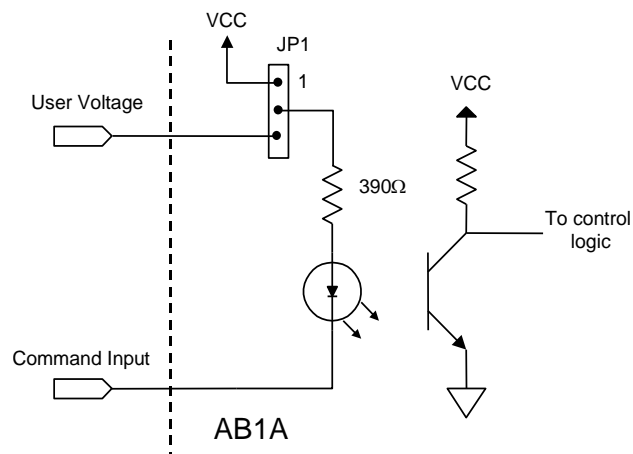 VCC
JP1
1
User Voltage
VCC
390Ω
To control
logic
Command Input
AB1A